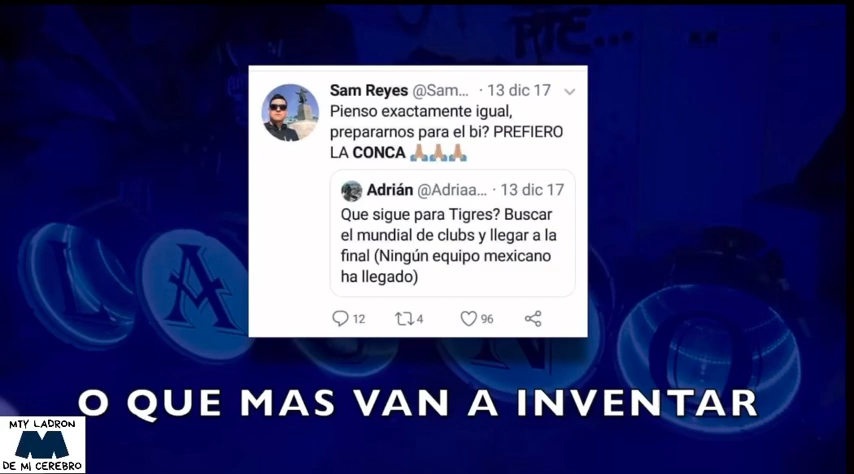 RTE...
Sam Reyes @Sam... · 13 dic 17
Pienso exactamente igual,
prepararnos para el bi? PREFIERO
LA CONCA 🙏🏽🙏🏽🙏🏽
Adrián @Adriaa... · 13 dic 17
Que sigue para Tigres? Buscar
el mundial de clubs y llegar a la
final (Ningún equipo mexicano
ha llegado)
12 4 96
L A N O
O QUE MAS VAN A INVENTAR
MTY LADRON
M
DE MI CEREBRO